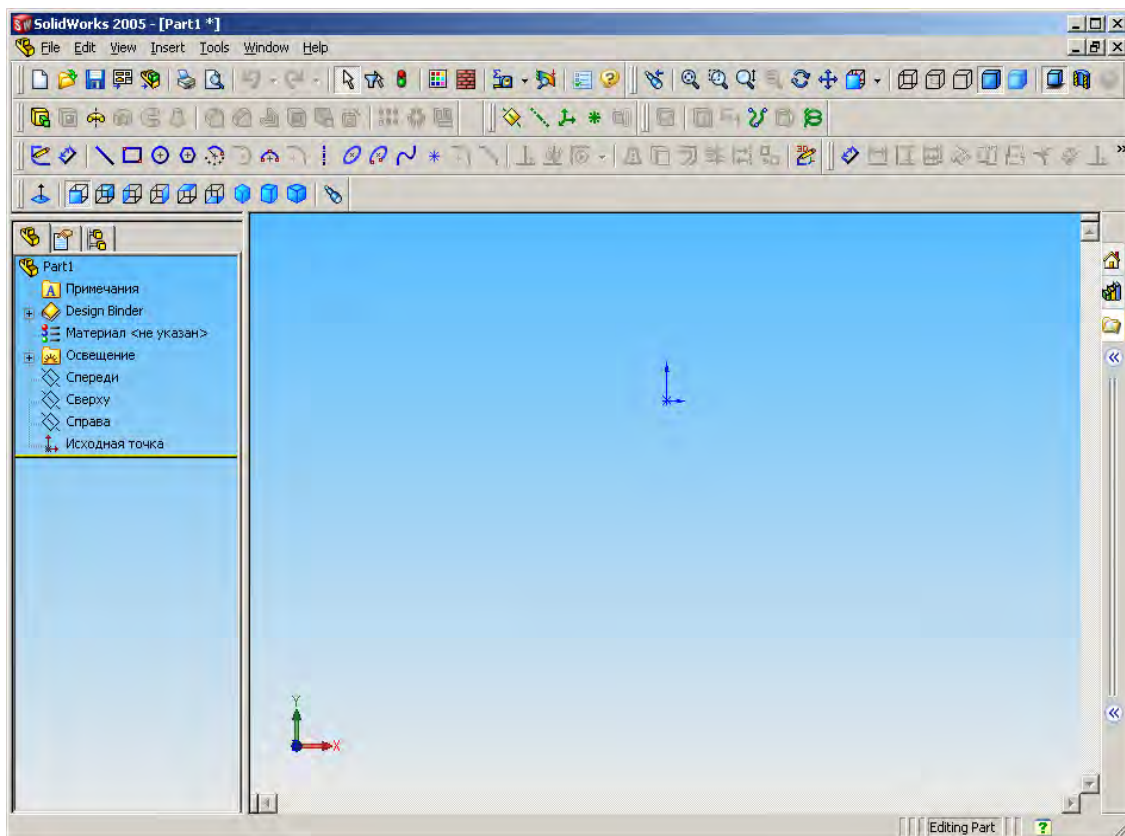 SolidWorks 2005 - [Part1 *]
File Edit View Insert Tools Window Help
3D
»
Part1
A Примечания
Design Binder
Материал <не указан>
Освещение
Спереди
Сверху
Справа
Исходная точка
Y
X
Editing Part